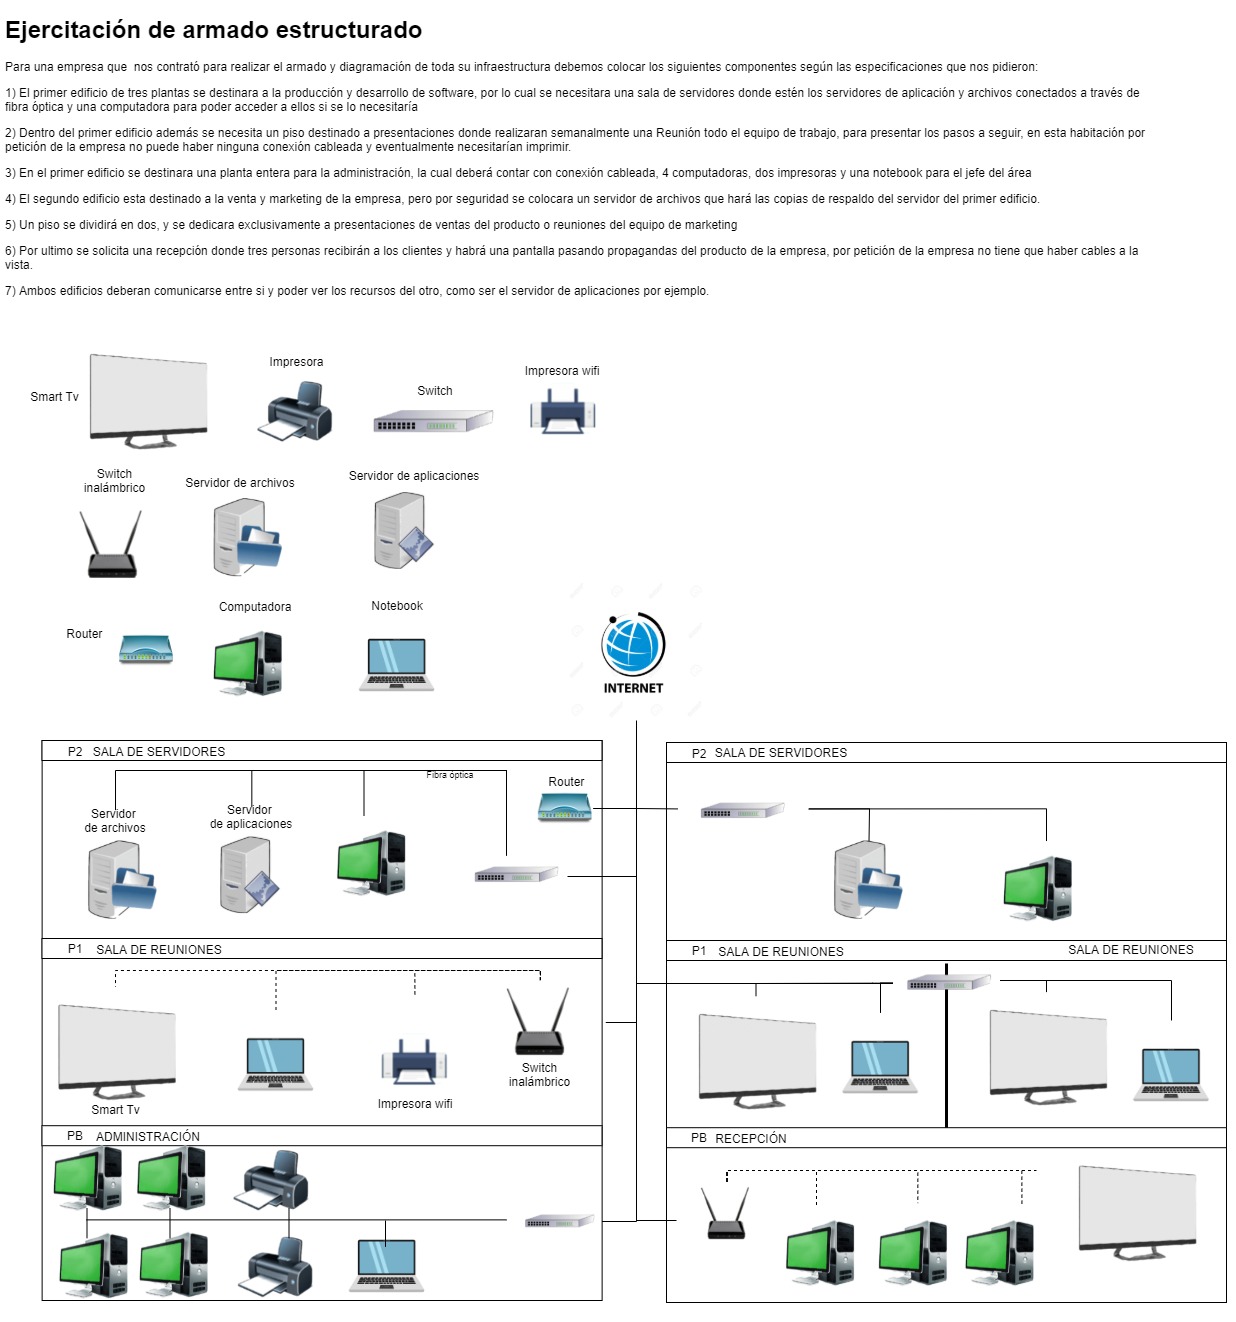 Ejercitación de armado estructurado
Para una empresa que  nos contrató para realizar el armado y diagramación de toda su infraestructura debemos colocar los siguientes componentes según las especificaciones que nos pidieron:
1) El primer edificio de tres plantas se destinara a la producción y desarrollo de software, por lo cual se necesitara una sala de servidores donde estén los servidores de aplicación y archivos conectados a través de
fibra óptica y una computadora para poder acceder a ellos si se lo necesitaría
2) Dentro del primer edificio además se necesita un piso destinado a presentaciones donde realizaran semanalmente una Reunión todo el equipo de trabajo, para presentar los pasos a seguir, en esta habitación por
petición de la empresa no puede haber ninguna conexión cableada y eventualmente necesitarían imprimir.
3) En el primer edificio se destinara una planta entera para la administración, la cual deberá contar con conexión cableada, 4 computadoras, dos impresoras y una notebook para el jefe del área
4) El segundo edificio esta destinado a la venta y marketing de la empresa, pero por seguridad se colocara un servidor de archivos que hará las copias de respaldo del servidor del primer edificio.
5) Un piso se dividirá en dos, y se dedicara exclusivamente a presentaciones de ventas del producto o reuniones del equipo de marketing
6) Por ultimo se solicita una recepción donde tres personas recibirán a los clientes y habrá una pantalla pasando propagandas del producto de la empresa, por petición de la empresa no tiene que haber cables a la
vista.
7) Ambos edificios deberan comunicarse entre si y poder ver los recursos del otro, como ser el servidor de aplicaciones por ejemplo.
Smart Tv
Impresora
Switch
Impresora wifi
Switch
inalámbrico
Servidor de archivos
Servidor de aplicaciones
Router
Computadora
Notebook
INTERNET
P2 SALA DE SERVIDORES
Fibra óptica
Router
Servidor
de archivos
Servidor
de aplicaciones
P2 SALA DE SERVIDORES
P1 SALA DE REUNIONES
Smart Tv
Impresora wifi
Switch
inalámbrico
P1 SALA DE REUNIONES
SALA DE REUNIONES
PB ADMINISTRACIÓN
PB RECEPCIÓN